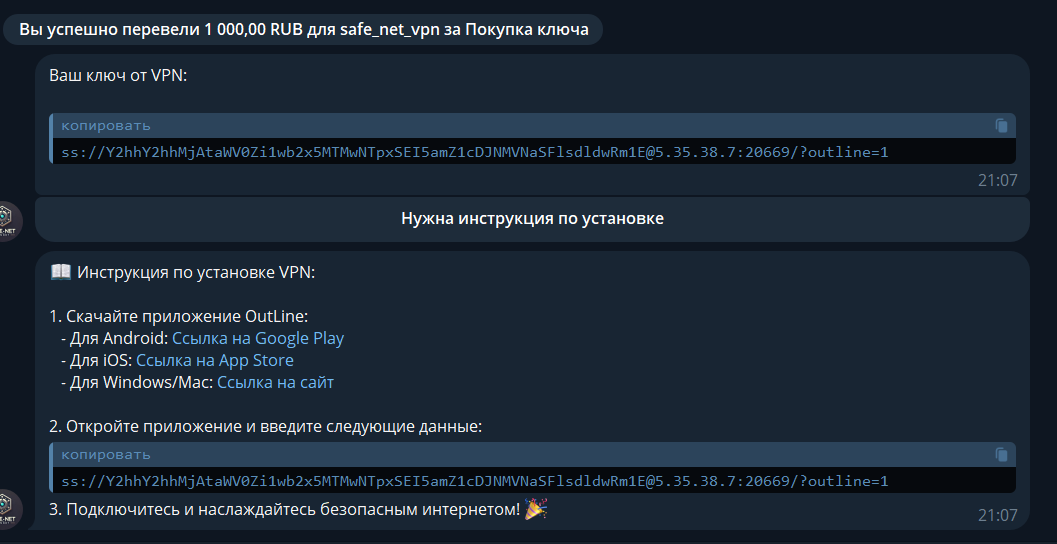 Вы успешно перевели 1 000,00 RUB для safe_net_vpn за Покупка ключа
Ваш ключ от VPN:
копировать
ss://Y2hhY2hhMjAtaWV0Zi1wb2x5MTMwNTpxSEI5amZ1cDJNMVNaSFlsdldwRm1E@5.35.38.7:20669/?outline=1
21:07
Нужна инструкция по установке
📖 Инструкция по установке VPN:
1. Скачайте приложение OutLine:
- Для Android: Ссылка на Google Play
- Для iOS: Ссылка на App Store
- Для Windows/Mac: Ссылка на сайт
2. Откройте приложение и введите следующие данные:
копировать
ss://Y2hhY2hhMjAtaWV0Zi1wb2x5MTMwNTpxSEI5amZ1cDJNMVNaSFlsdldwRm1E@5.35.38.7:20669/?outline=1
3. Подключитесь и наслаждайтесь безопасным интернетом! 🎉
21:07